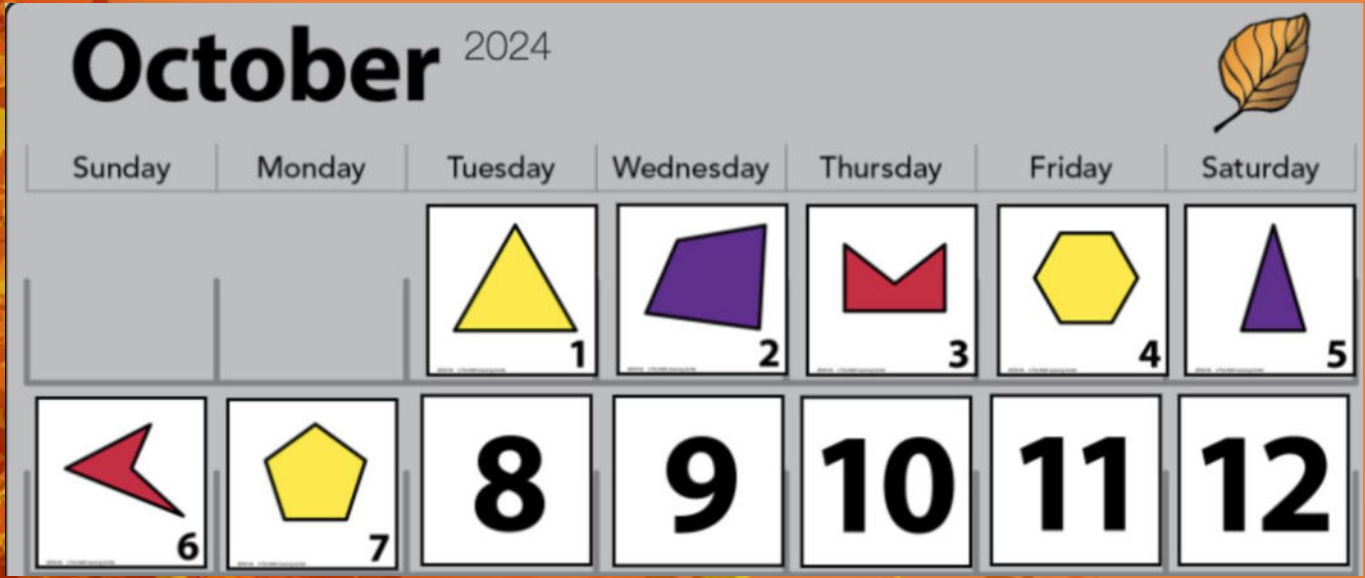 October 2024
Sunday Monday Tuesday Wednesday Thursday Friday Saturday
1 2 3 4 5
6 7 8 9 10 11 12